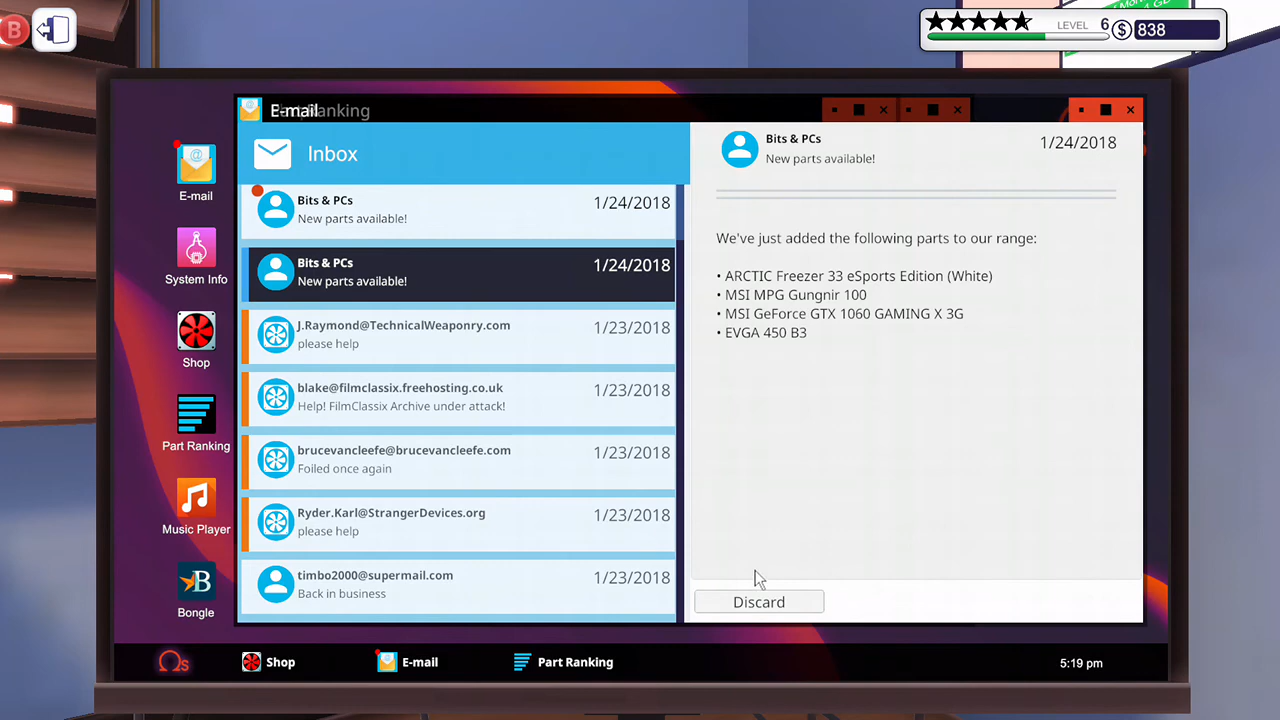 B
LEVEL 6 $ 838
E-mail
Inbox
Bits & PCs 1/24/2018
New parts available!
Bits & PCs 1/24/2018
New parts available!
J.Raymond@TechnicalWeaponry.com 1/23/2018
please help
blake@filmclassix.freehosting.co.uk 1/23/2018
Help! FilmClassix Archive under attack!
brucevancleefe@brucevancleefe.com 1/23/2018
Foiled once again
Ryder.Karl@StrangerDevices.org 1/23/2018
please help
timbo2000@supermail.com 1/23/2018
Back in business
Bits & PCs 1/24/2018
New parts available!
We've just added the following parts to our range:
• ARCTIC Freezer 33 eSports Edition (White)
• MSI MPG Gungnir 100
• MSI GeForce GTX 1060 GAMING X 3G
• EVGA 450 B3
Discard
E-mail
System Info
Shop
Part Ranking
Music Player
B
Bongle
Ωs Shop E-mail Part Ranking 5:19 pm